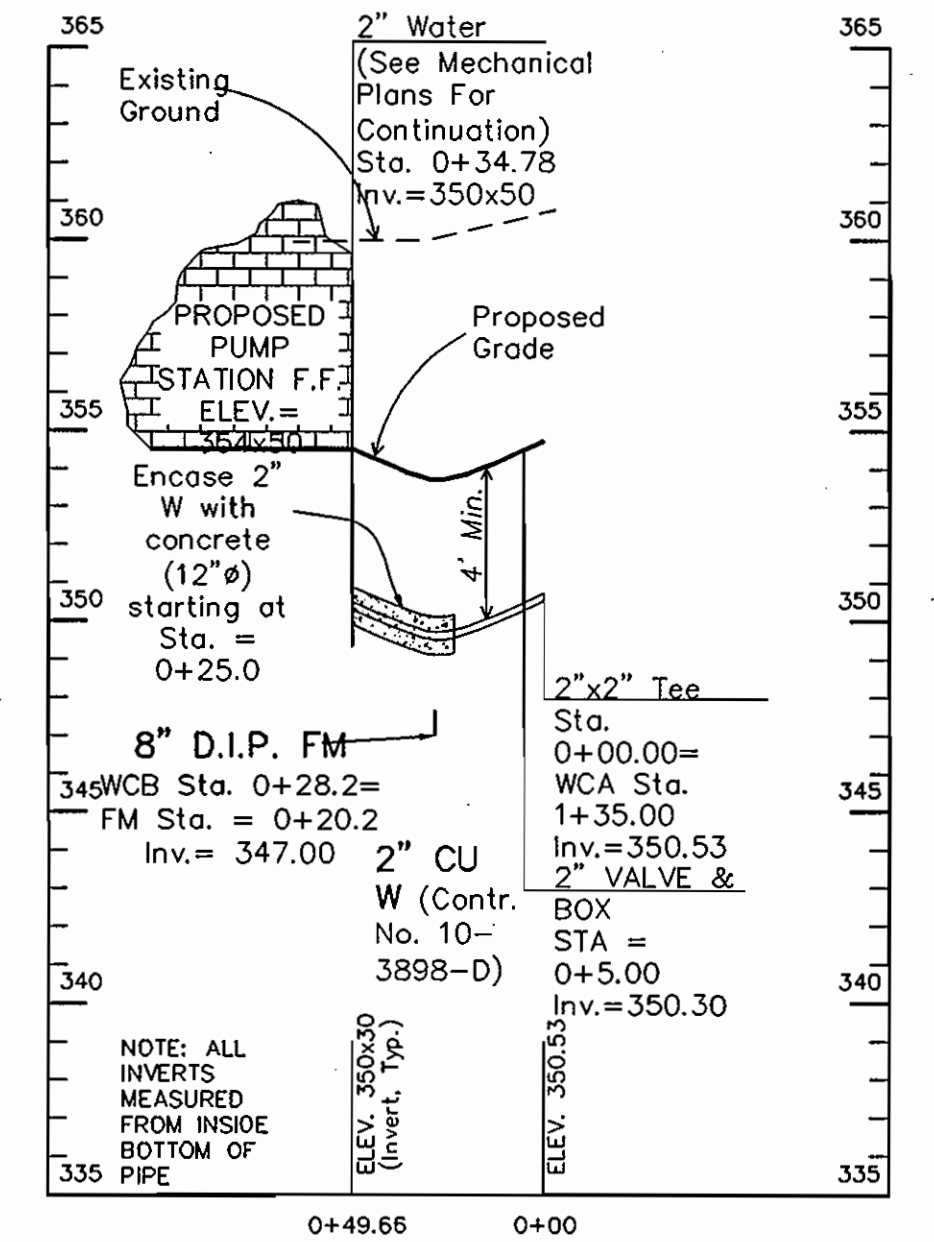 365
365
2" Water
(See Mechanical
Plans For
Continuation)
Sta. 0+34.78
Inv.=350x50
Existing
Ground
360
360
PROPOSED
PUMP
STATION F.F.
ELEV.=
354x50
Proposed
Grade
355
355
Encase 2"
W with
concrete
(12"ø)
starting at
Sta. =
0+25.0
4' Min.
350
350
8" D.I.P. FM
WCB Sta. 0+28.2=
FM Sta. = 0+20.2
Inv.= 347.00
345
345
2"x2" Tee
Sta.
0+00.00=
WCA Sta.
1+35.00
Inv.=350.53
2" VALVE &
BOX
STA =
0+5.00
Inv.=350.30
2" CU
W (Contr.
No. 10-
3898-D)
340
340
NOTE: ALL
INVERTS
MEASURED
FROM INSIDE
BOTTOM OF
PIPE
ELEV. 350x30
(Invert, Typ.)
ELEV. 350.53
335
335
0+49.66
0+00